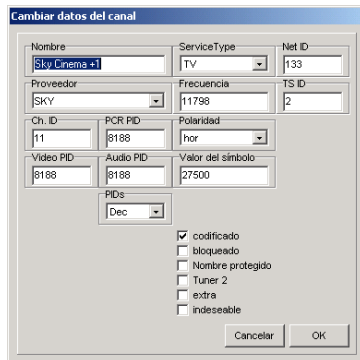 Cambiar datos del canal
Nombre ServiceType Net ID
Sky Cinema +1 TV 133
Proveedor Frecuencia TS ID
SKY 11798 2
Ch. ID PCR PID Polaridad
11 8188 hor
Video PID Audio PID Valor del símbolo
8188 8188 27500
PIDs
Dec
codificado
bloqueado
Nombre protegido
Tuner 2
extra
indeseable
Cancelar OK